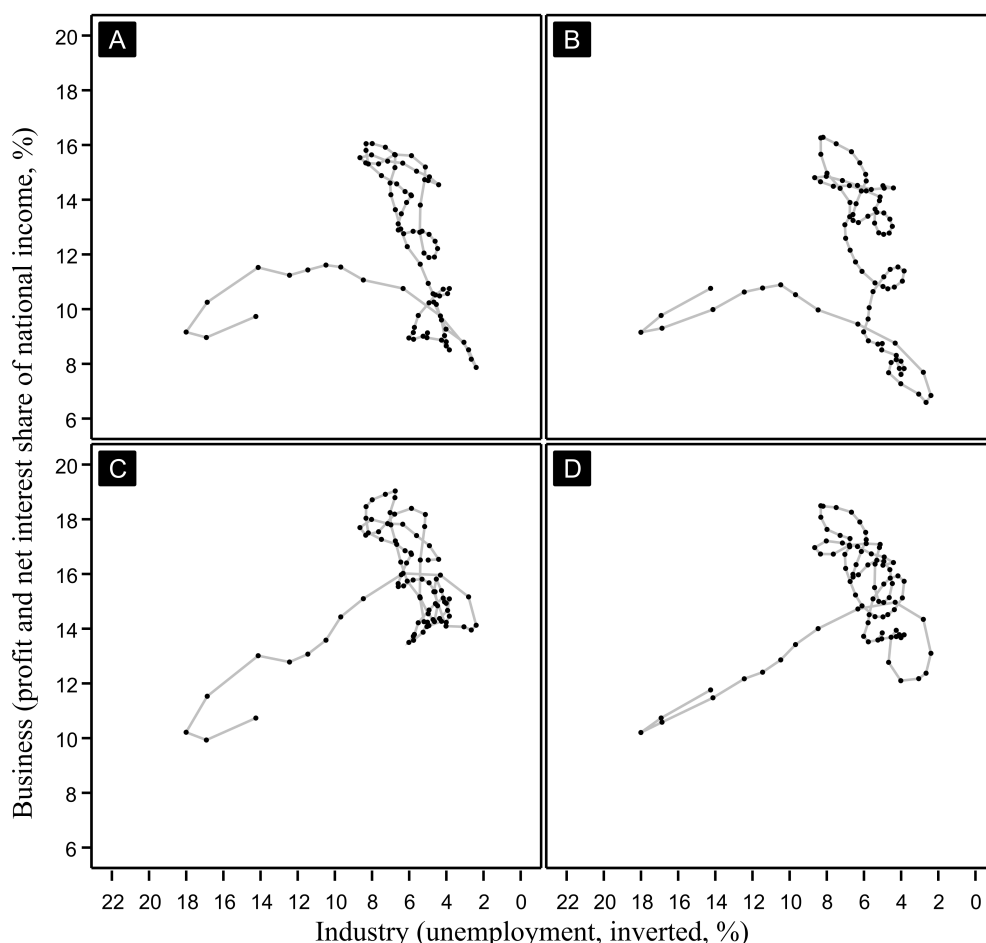 A
B
20
18
16
14
12
10
8
6
C
D
20
18
16
14
12
10
8
6
Business (profit and net interest share of national income, %)
22 20 18 16 14 12 10 8 6 4 2 0
22 20 18 16 14 12 10 8 6 4 2 0
Industry (unemployment, inverted, %)